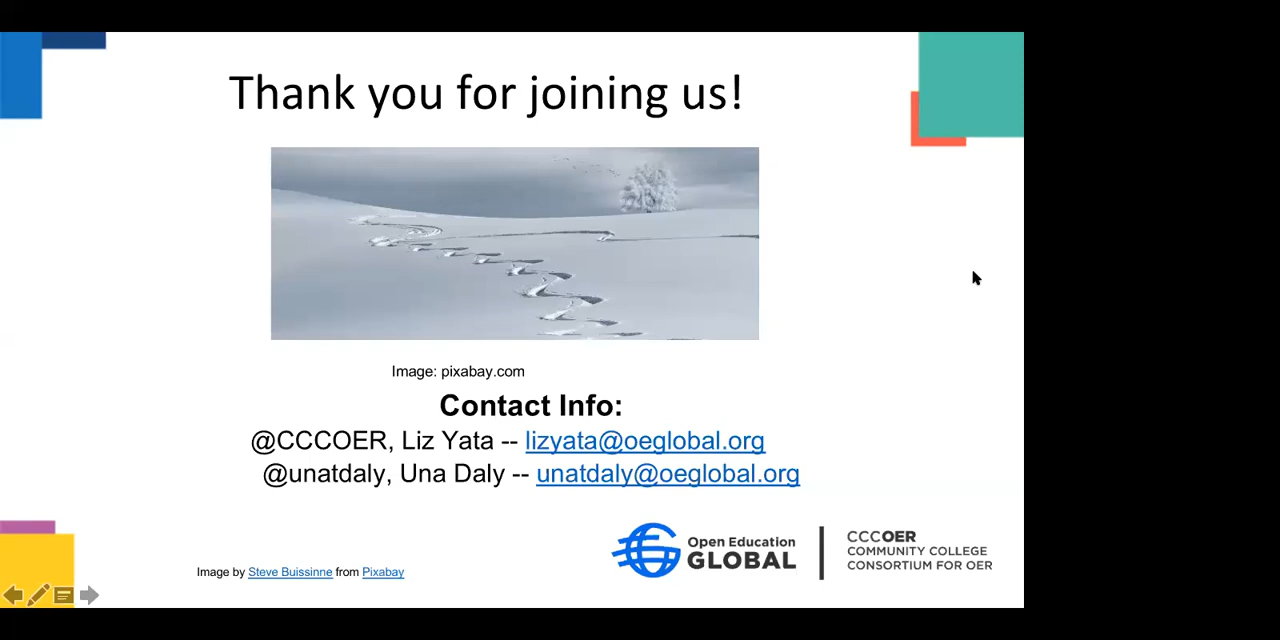 Thank you for joining us!
Image: pixabay.com
Contact Info:
@CCCOER, Liz Yata -- lizyata@oeglobal.org
@unatdaly, Una Daly -- unatdaly@oeglobal.org
Open Education
GLOBAL
CCCOER
COMMUNITY COLLEGE
CONSORTIUM FOR OER
Image by Steve Buissinne from Pixabay